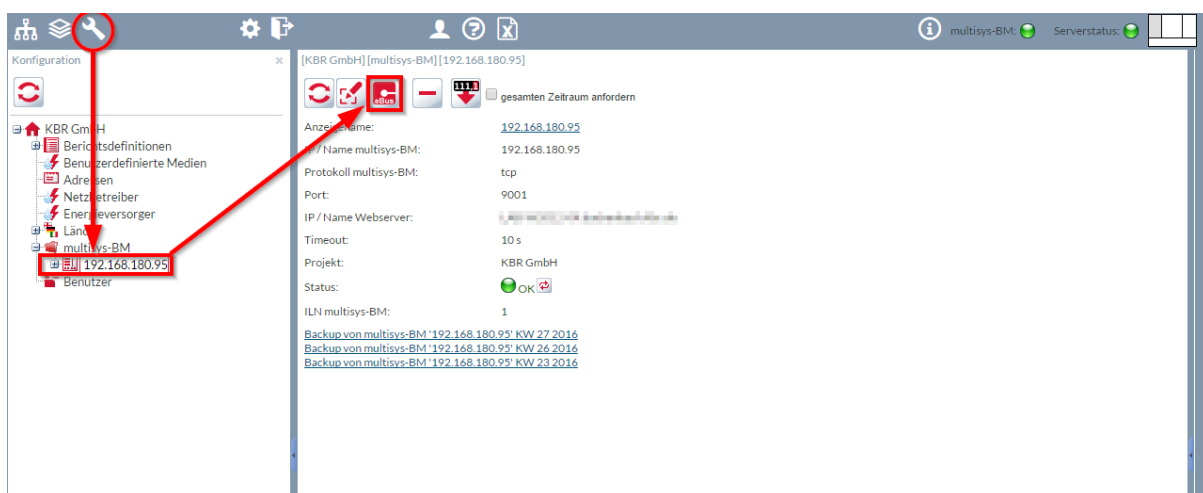 multisys-BM:
Serverstatus:
Konfiguration
KBR GmbH
Berichtsdefinitionen
Benutzerdefinierte Medien
Adressen
Netzbetreiber
Energieversorger
multisys-BM
192.168.180.95
Benutzer
[KBR GmbH] [multisys-BM] [192.168.180.95]
eBus
111.1
gesamten Zeitraum anfordern
Anzeigename: 192.168.180.95
IP / Name multisys-BM: 192.168.180.95
Protokoll multisys-BM: tcp
Port: 9001
IP / Name Webserver:
Timeout: 10 s
Projekt: KBR GmbH
Status: OK
ILN multisys-BM: 1
Backup von multisys-BM '192.168.180.95' KW 27 2016
Backup von multisys-BM '192.168.180.95' KW 26 2016
Backup von multisys-BM '192.168.180.95' KW 23 2016